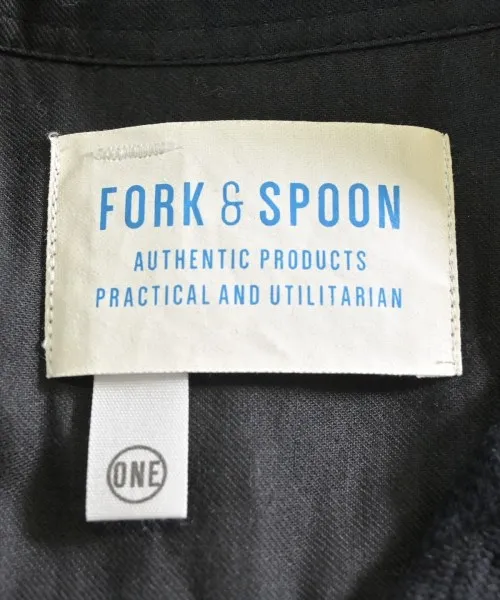 FORK & SPOON
AUTHENTIC PRODUCTS
PRACTICAL AND UTILITARIAN
ONE